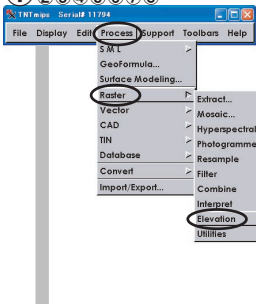 TNTmips Serial# 11794
File Display Edit Process Support Toolbars Help
S M L
GeoFormula...
Surface Modeling...
Raster
Vector
CAD
TIN
Database
Convert
Import/Export...
Extract...
Mosaic...
Hyperspectral
Photogramme
Resample
Filter
Combine
Interpret
Elevation
Utilities